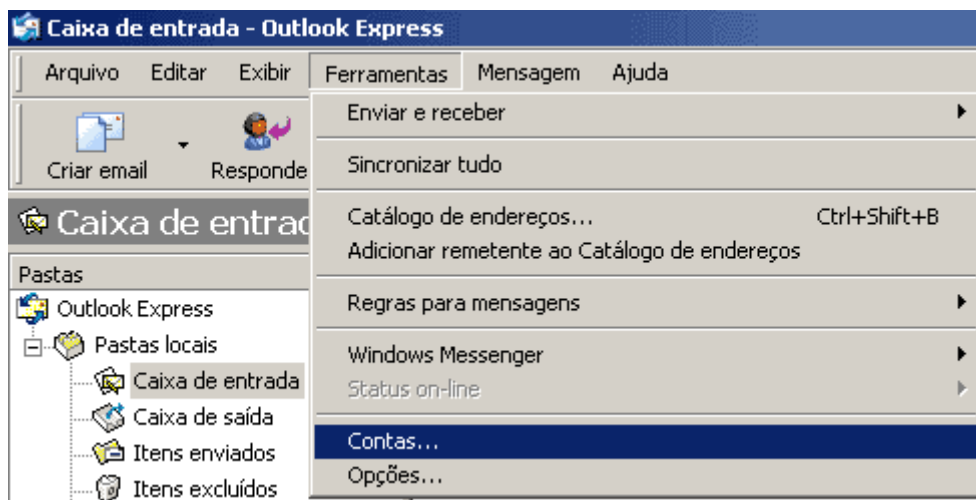 Caixa de entrada - Outlook Express
Arquivo Editar Exibir Ferramentas Mensagem Ajuda
Criar email Responde
Enviar e receber
Sincronizar tudo
Catálogo de endereços... Ctrl+Shift+B
Adicionar remetente ao Catálogo de endereços
Regras para mensagens
Windows Messenger
Status on-line
Contas...
Opções...
Caixa de entrad
Pastas
Outlook Express
Pastas locais
Caixa de entrada
Caixa de saída
Itens enviados
Itens excluídos